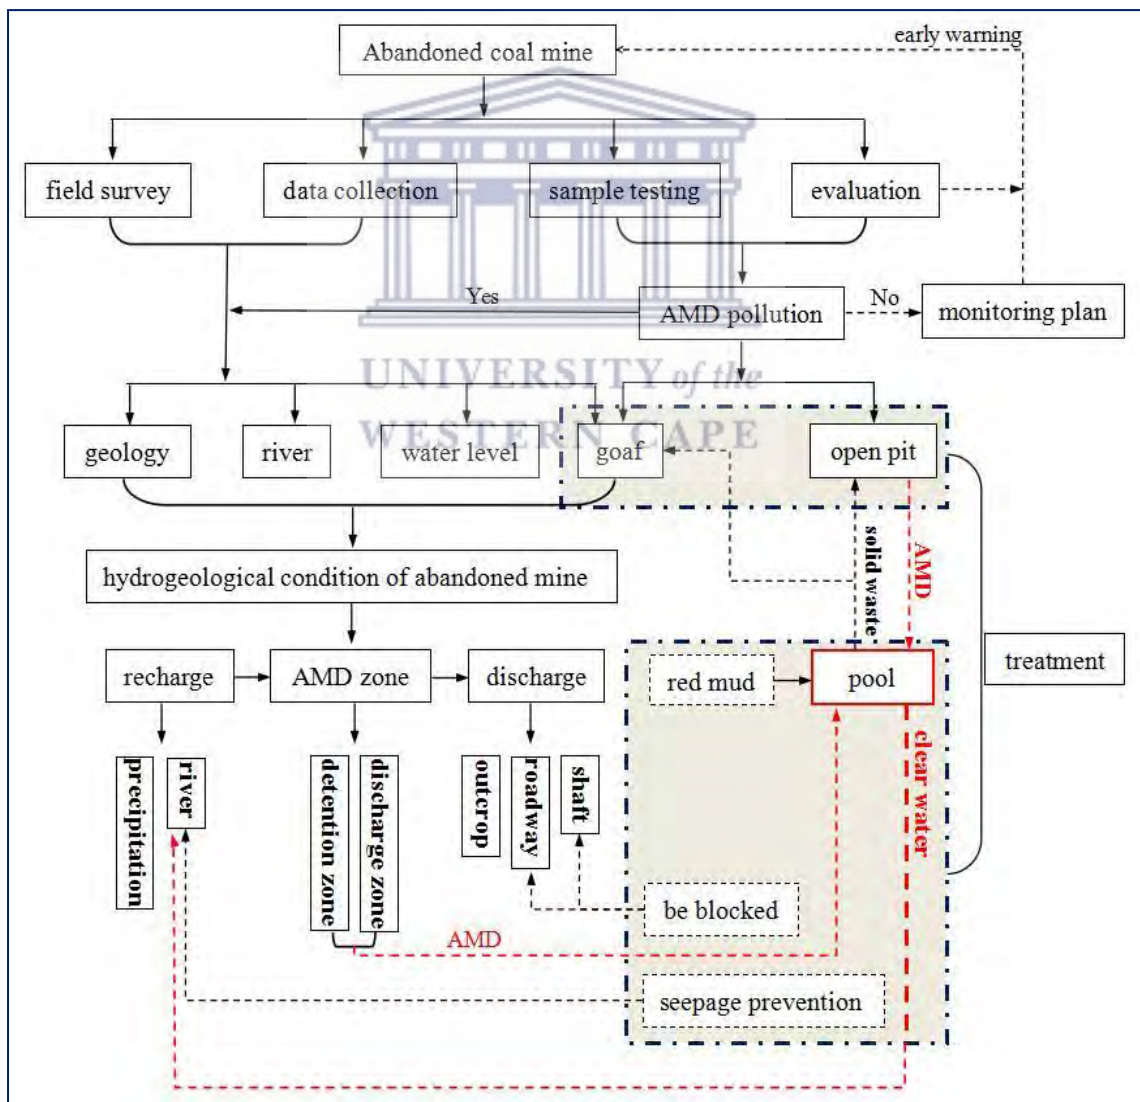 early warning
Abandoned coal mine
field survey
data collection
sample testing
evaluation
Yes
AMD pollution
No
monitoring plan
UNIVERSITY of the
WESTERN CAPE
geology
river
water level
goaf
open pit
solid waste
AMD
hydrogeological condition of abandoned mine
treatment
recharge
AMD zone
discharge
red mud
pool
precipitation
river
detention zone
discharge zone
outcrop
roadway
shaft
clear water
be blocked
AMD
seepage prevention